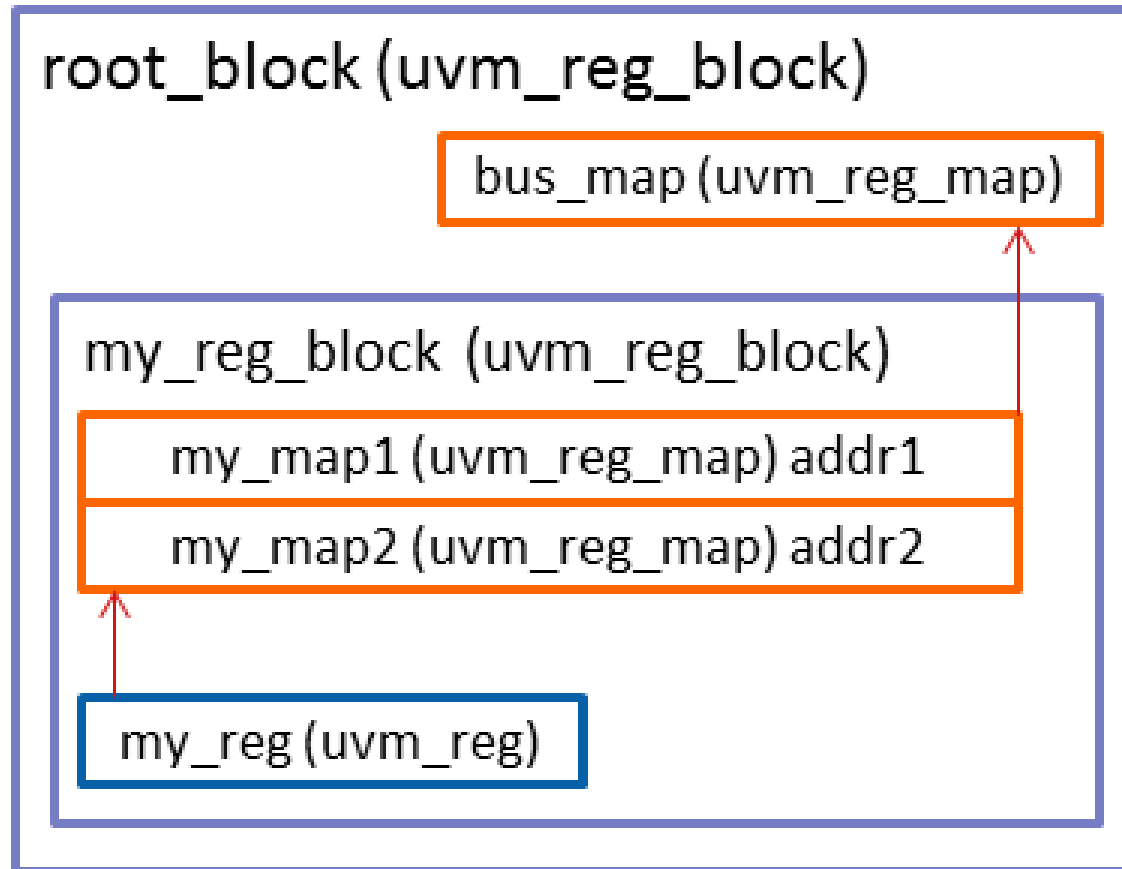 root_block (uvm_reg_block)
bus_map (uvm_reg_map)
my_reg_block (uvm_reg_block)
my_map1 (uvm_reg_map) addr1
my_map2 (uvm_reg_map) addr2
my_reg (uvm_reg)